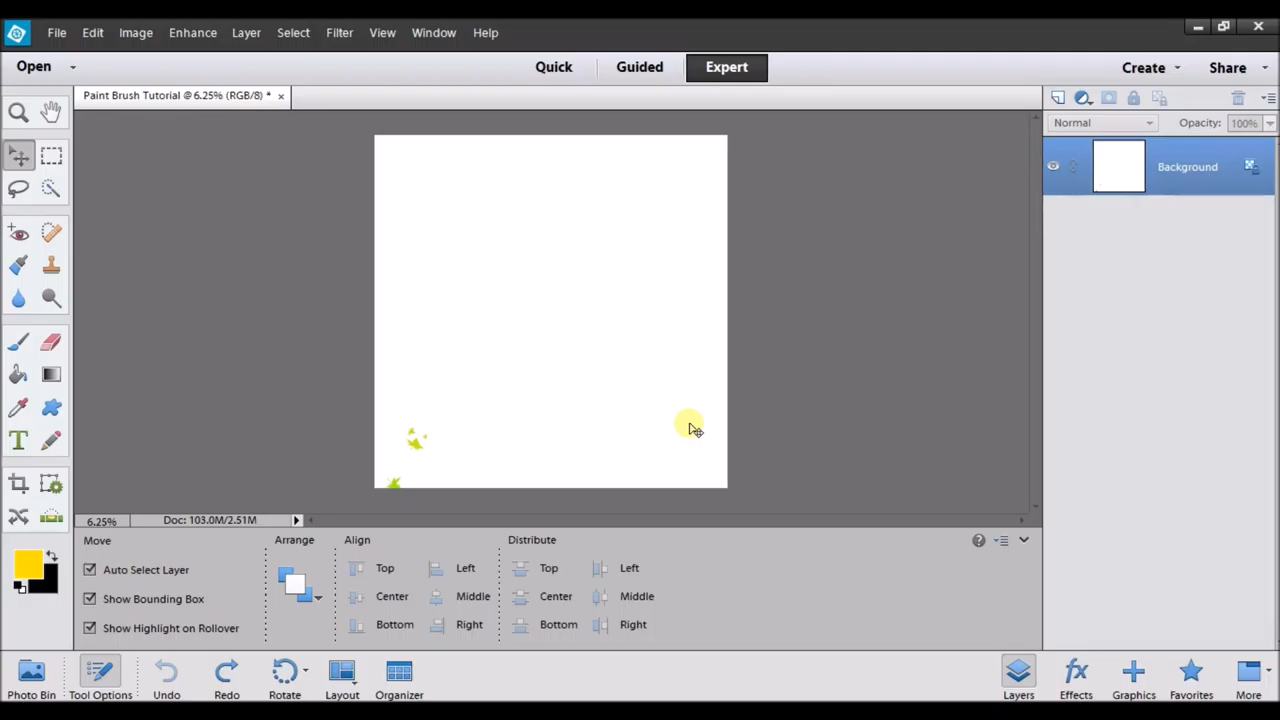 File Edit Image Enhance Layer Select Filter View Window Help
Open Quick Guided Expert Create Share
Paint Brush Tutorial @ 6.25% (RGB/8) * ×
Normal Opacity: 100%
Background
T
6.25% Doc: 103.0M/2.51M
Move Arrange Align Distribute
Auto Select Layer Top Left Top Left
Show Bounding Box Center Middle Center Middle
Show Highlight on Rollover Bottom Right Bottom Right
fx
Photo Bin Tool Options Undo Redo Rotate Layout Organizer Layers Effects Graphics Favorites More